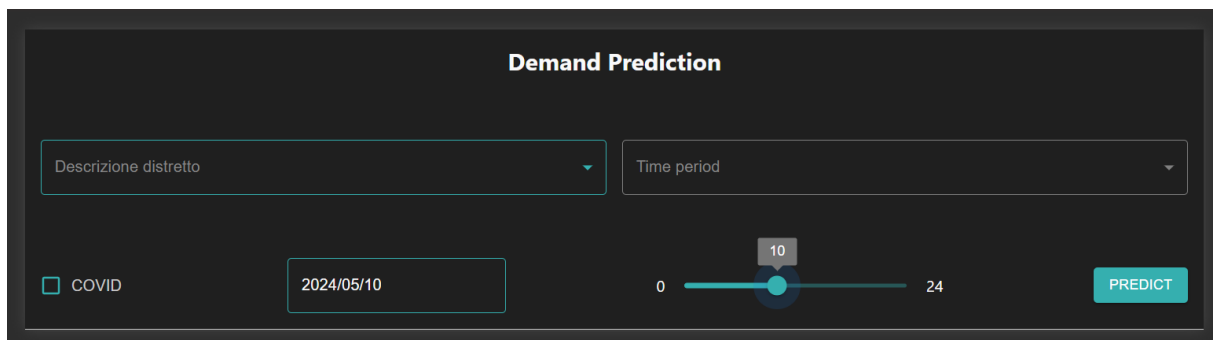 Demand Prediction
Descrizione distretto
Time period
COVID
2024/05/10
10
0
24
PREDICT